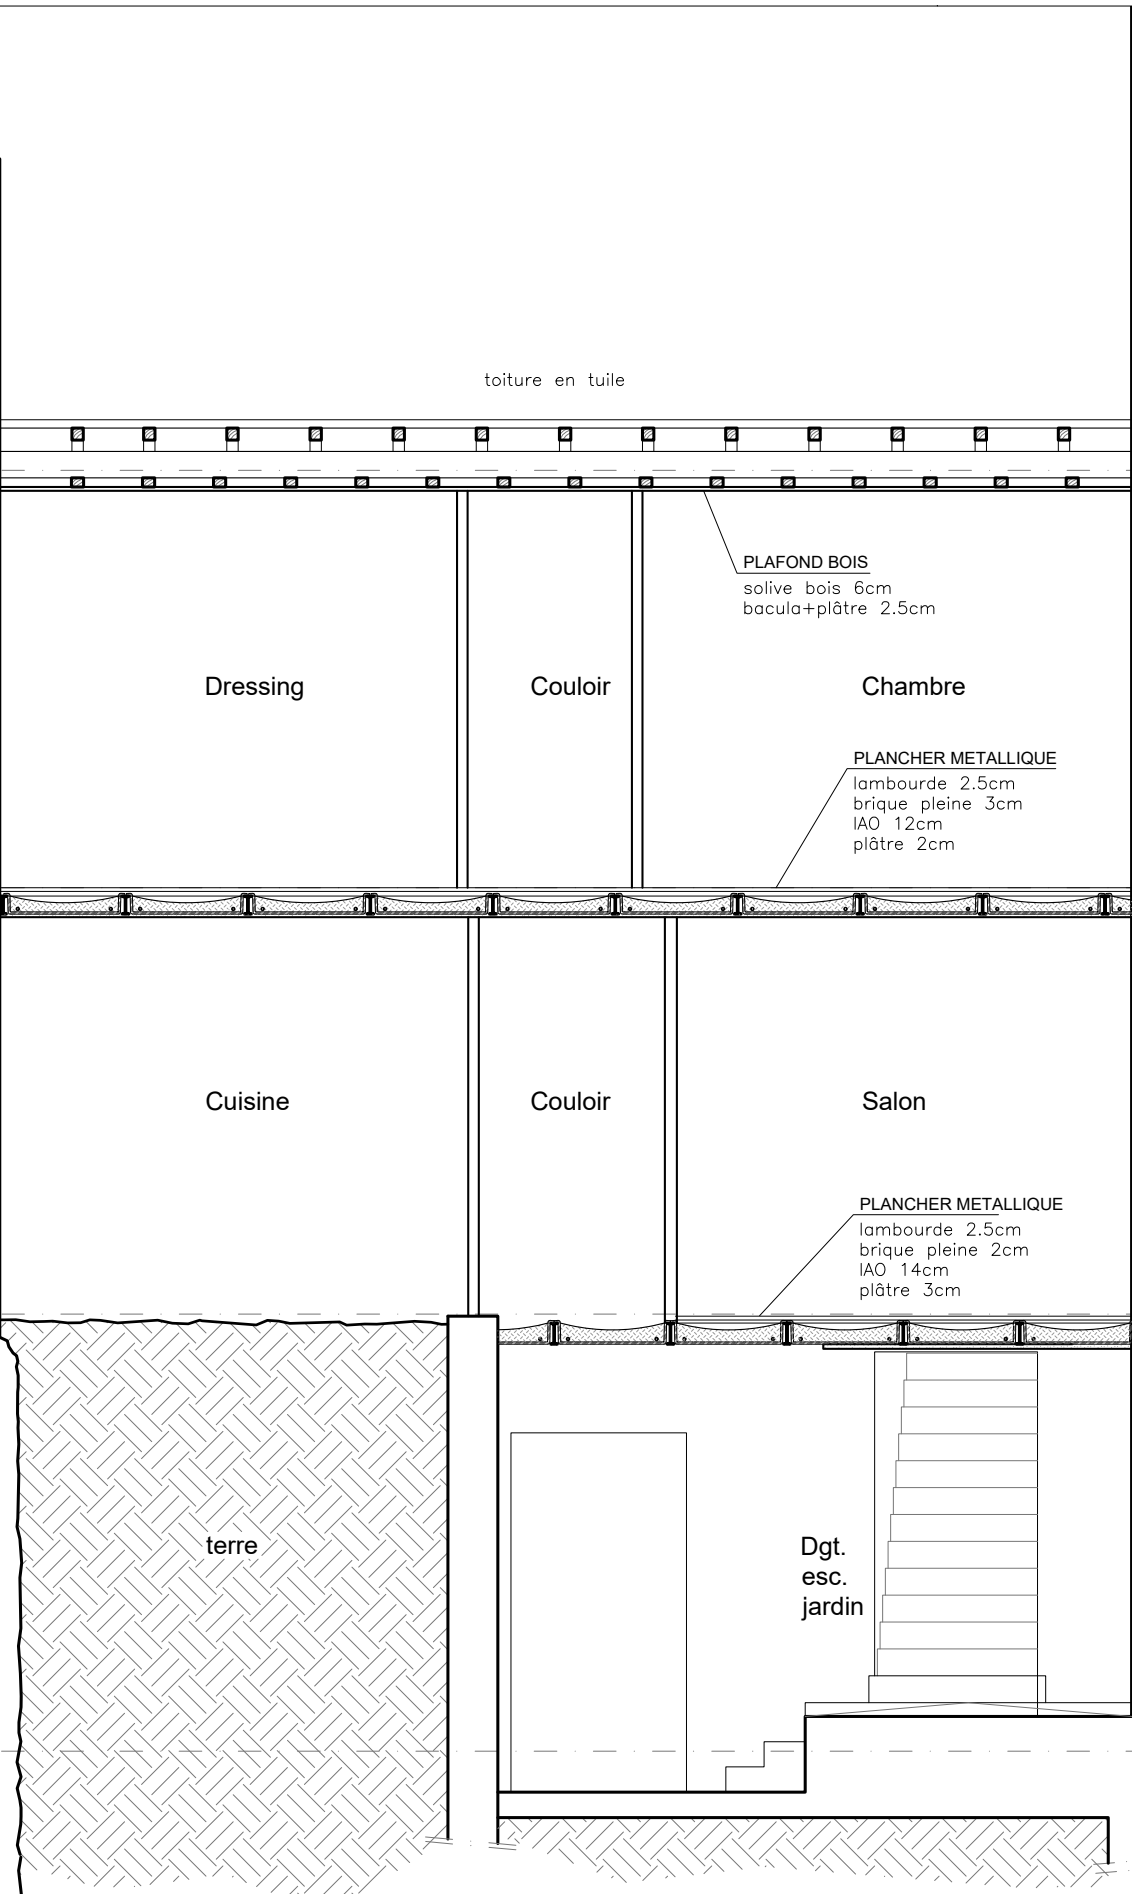 toiture en tuile
PLAFOND BOIS
solive bois 6cm
bacula+plâtre 2.5cm
Dressing
Couloir
Chambre
PLANCHER METALLIQUE
lambourde 2.5cm
brique pleine 3cm
IAO 12cm
plâtre 2cm
Cuisine
Couloir
Salon
PLANCHER METALLIQUE
lambourde 2.5cm
brique pleine 2cm
IAO 14cm
plâtre 3cm
terre
Dgt.
esc.
jardin